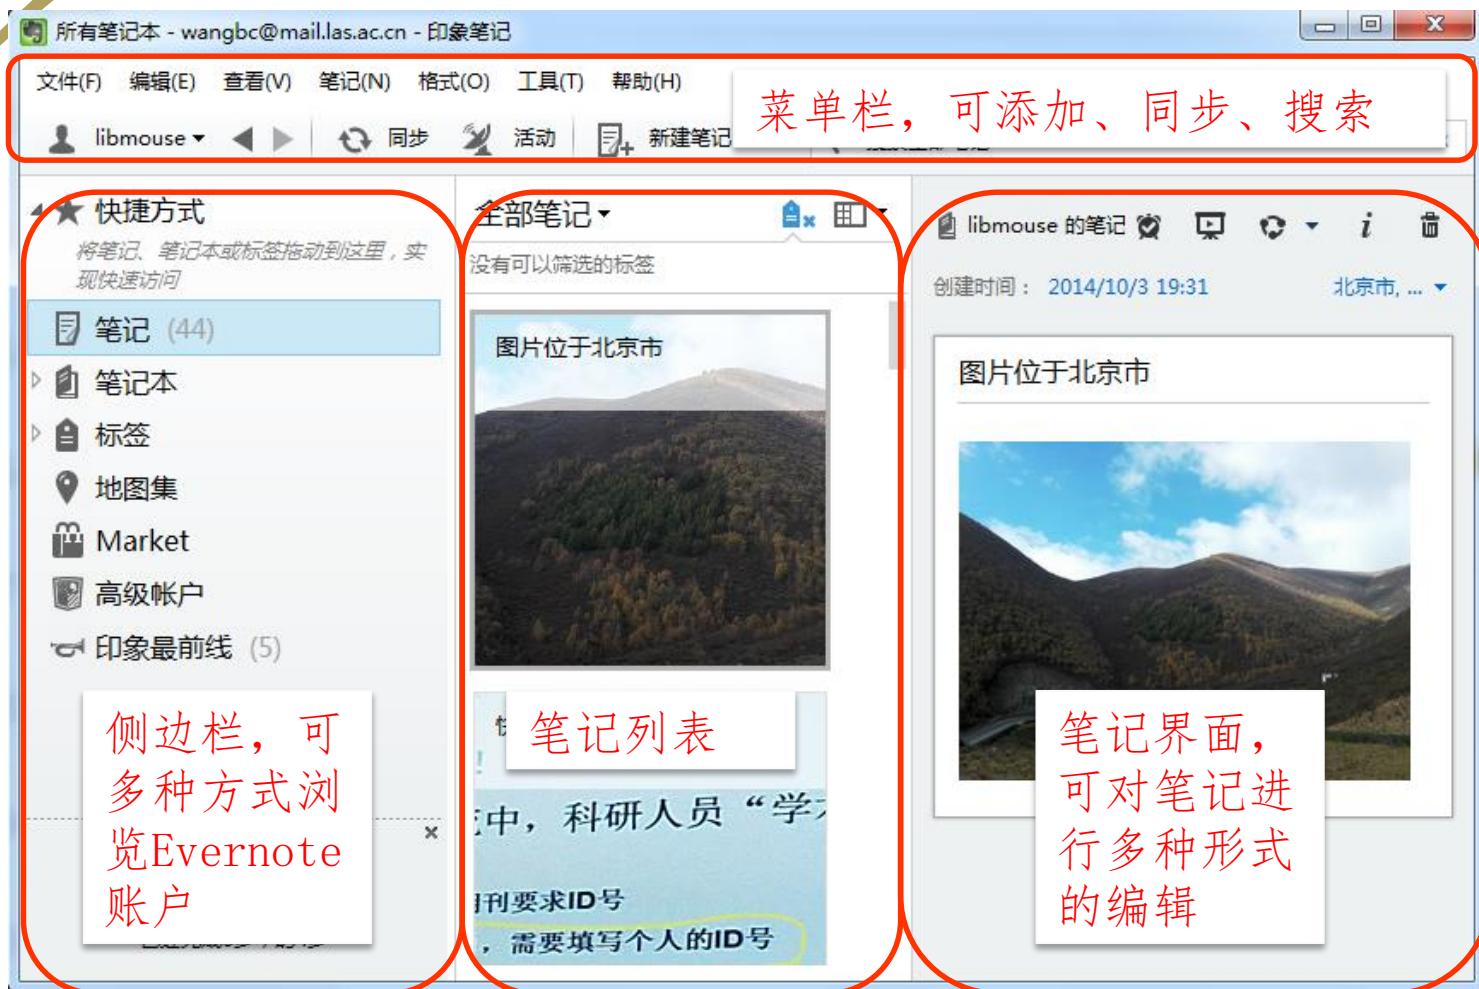 所有笔记本 - wangbc@mail.las.ac.cn - 印象笔记
文件(F) 编辑(E) 查看(V) 笔记(N) 格式(O) 工具(T) 帮助(H)
菜单栏，可添加、同步、搜索
libmouse 同步 活动 新建笔记
快捷方式
将笔记、笔记本或标签拖动到这里，实
现快速访问
笔记 (44)
笔记本
标签
地图集
Market
高级帐户
印象最前线 (5)
侧边栏，可
多种方式浏
览Evernote
账户
全部笔记
没有可以筛选的标签
图片位于北京市
笔记列表
中，科研人员“学
刊要求ID号
，需要填写个人的ID号
libmouse 的笔记
创建时间： 2014/10/3 19:31 北京市, ...
图片位于北京市
笔记界面，
可对笔记进
行多种形式
的编辑